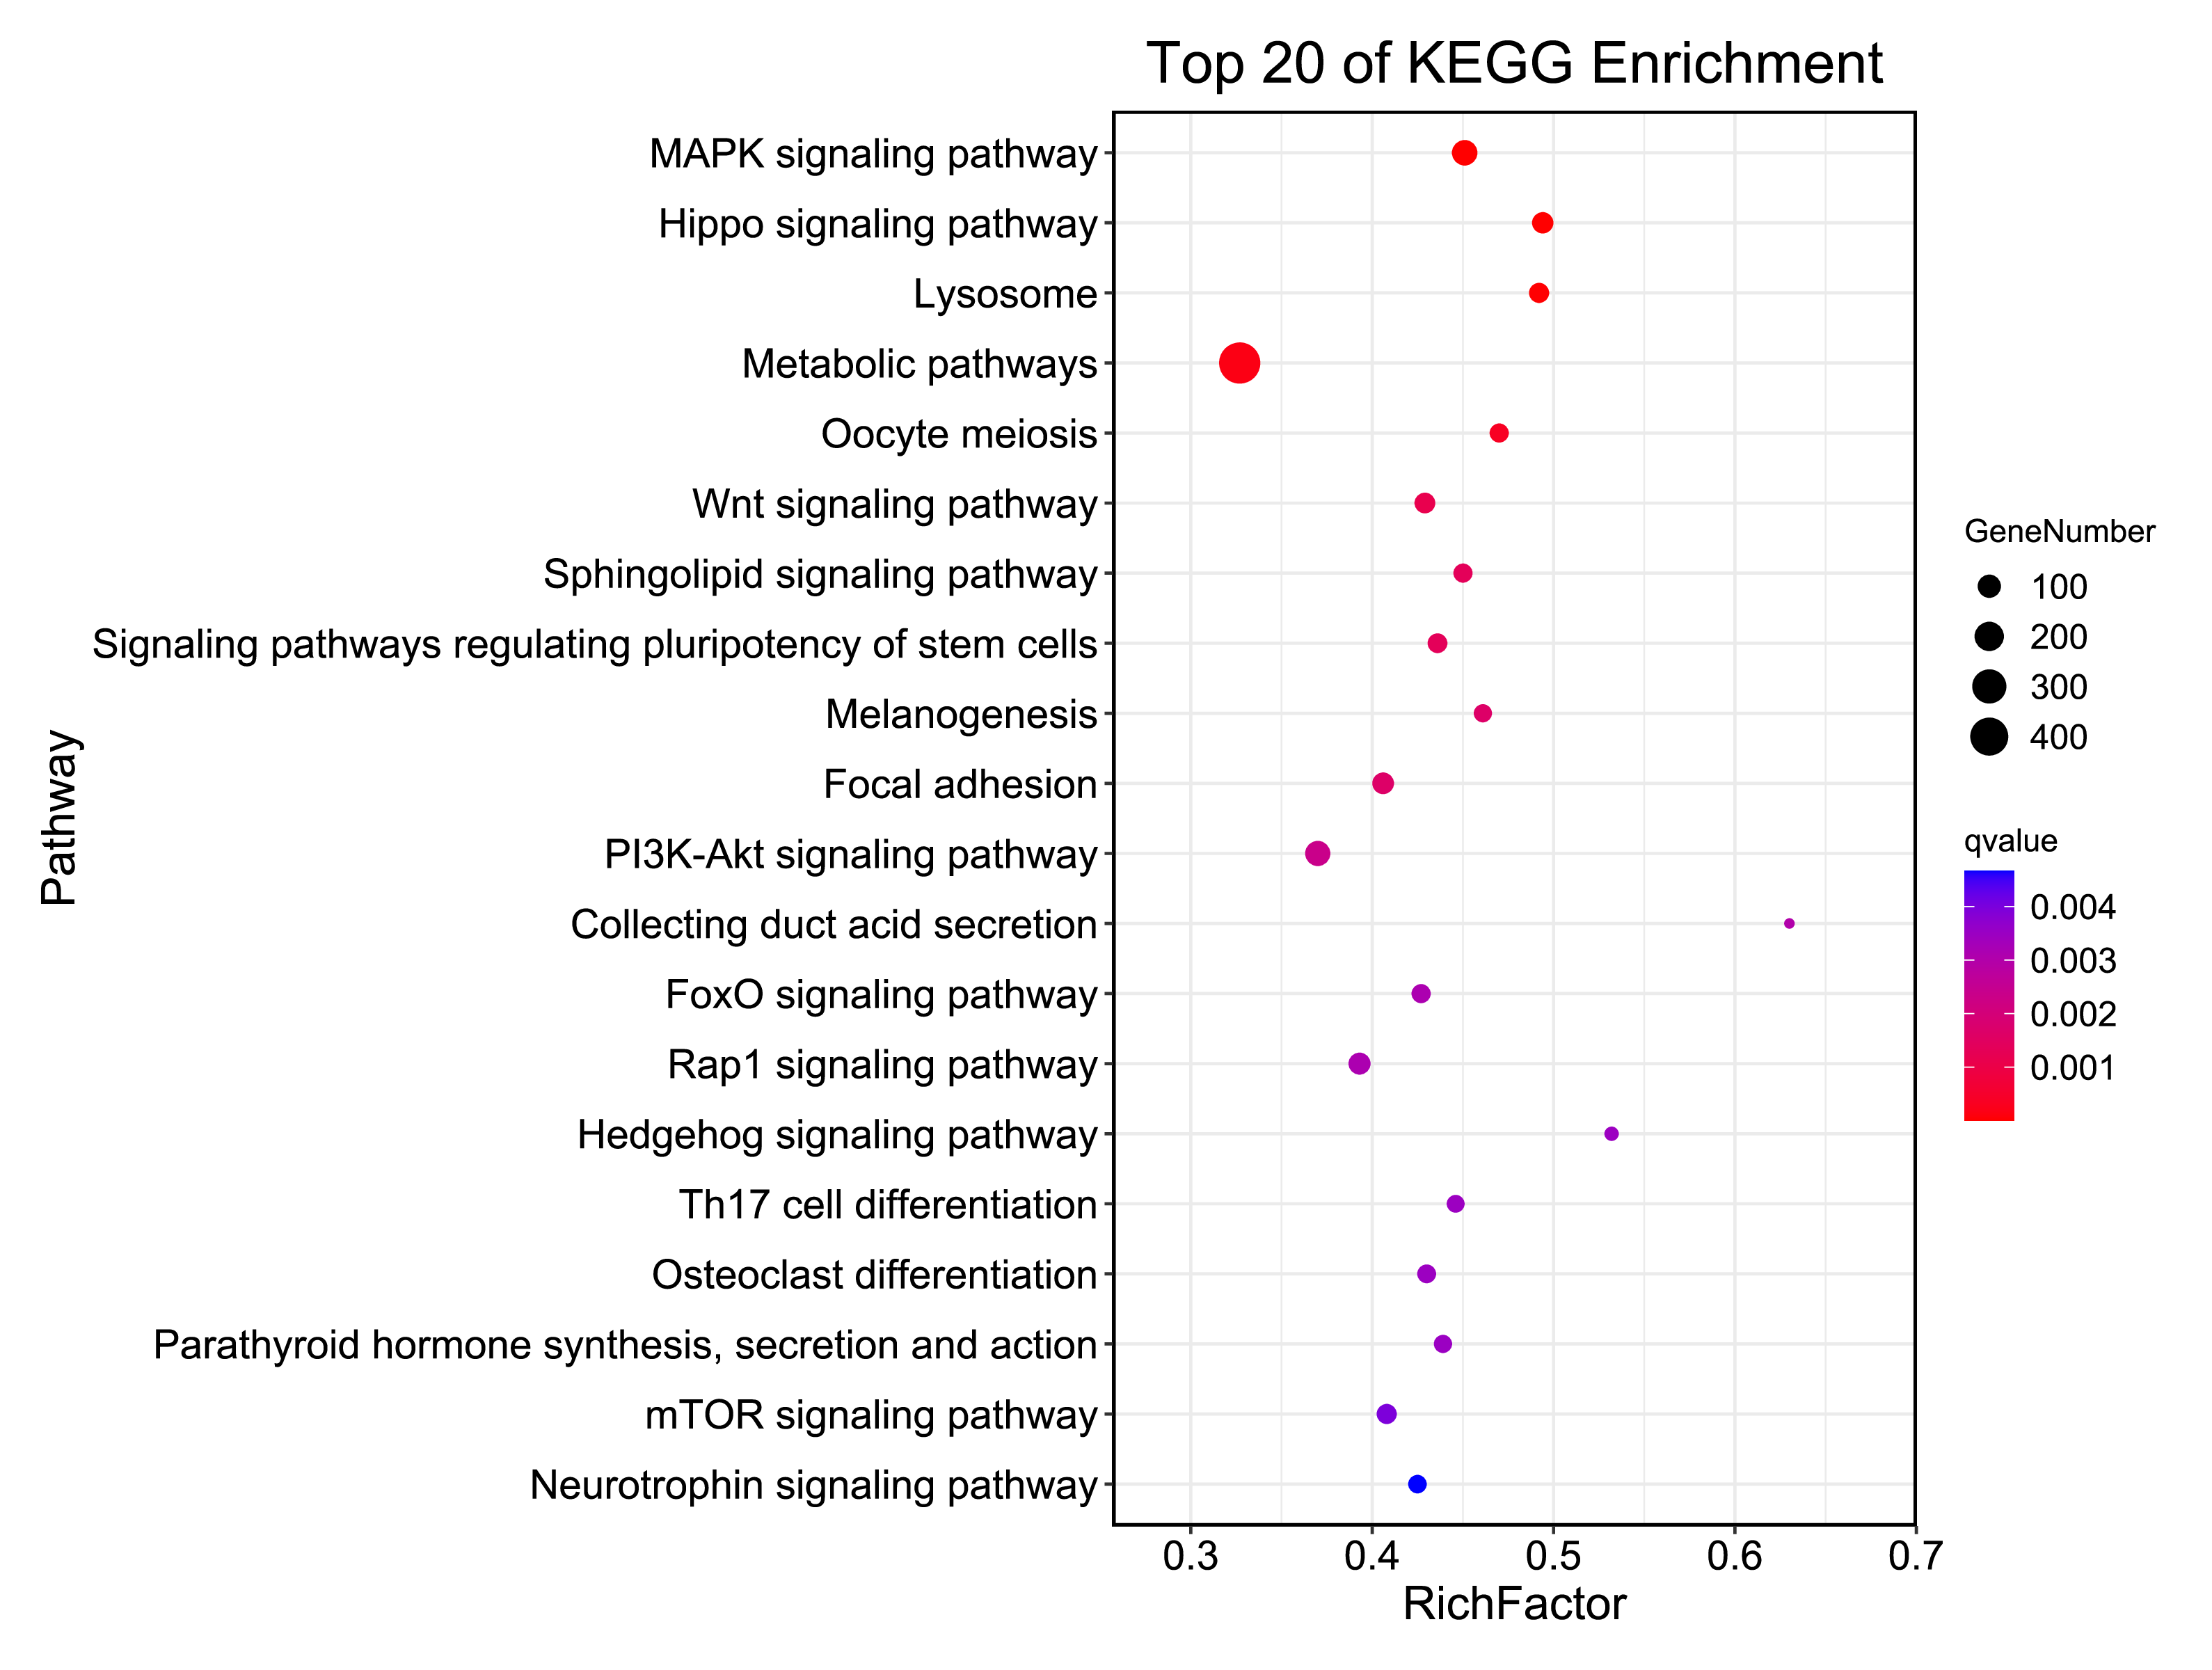 Top 20 of KEGG Enrichment
MAPK signaling pathway
Hippo signaling pathway
Lysosome
Metabolic pathways
Oocyte meiosis
Wnt signaling pathway
Sphingolipid signaling pathway
Signaling pathways regulating pluripotency of stem cells
Melanogenesis
Focal adhesion
PI3K-Akt signaling pathway
Collecting duct acid secretion
FoxO signaling pathway
Rap1 signaling pathway
Hedgehog signaling pathway
Th17 cell differentiation
Osteoclast differentiation
Parathyroid hormone synthesis, secretion and action
mTOR signaling pathway
Neurotrophin signaling pathway
Pathway
0.3 0.4 0.5 0.6 0.7
RichFactor
GeneNumber
100
200
300
400
qvalue
0.004
0.003
0.002
0.001